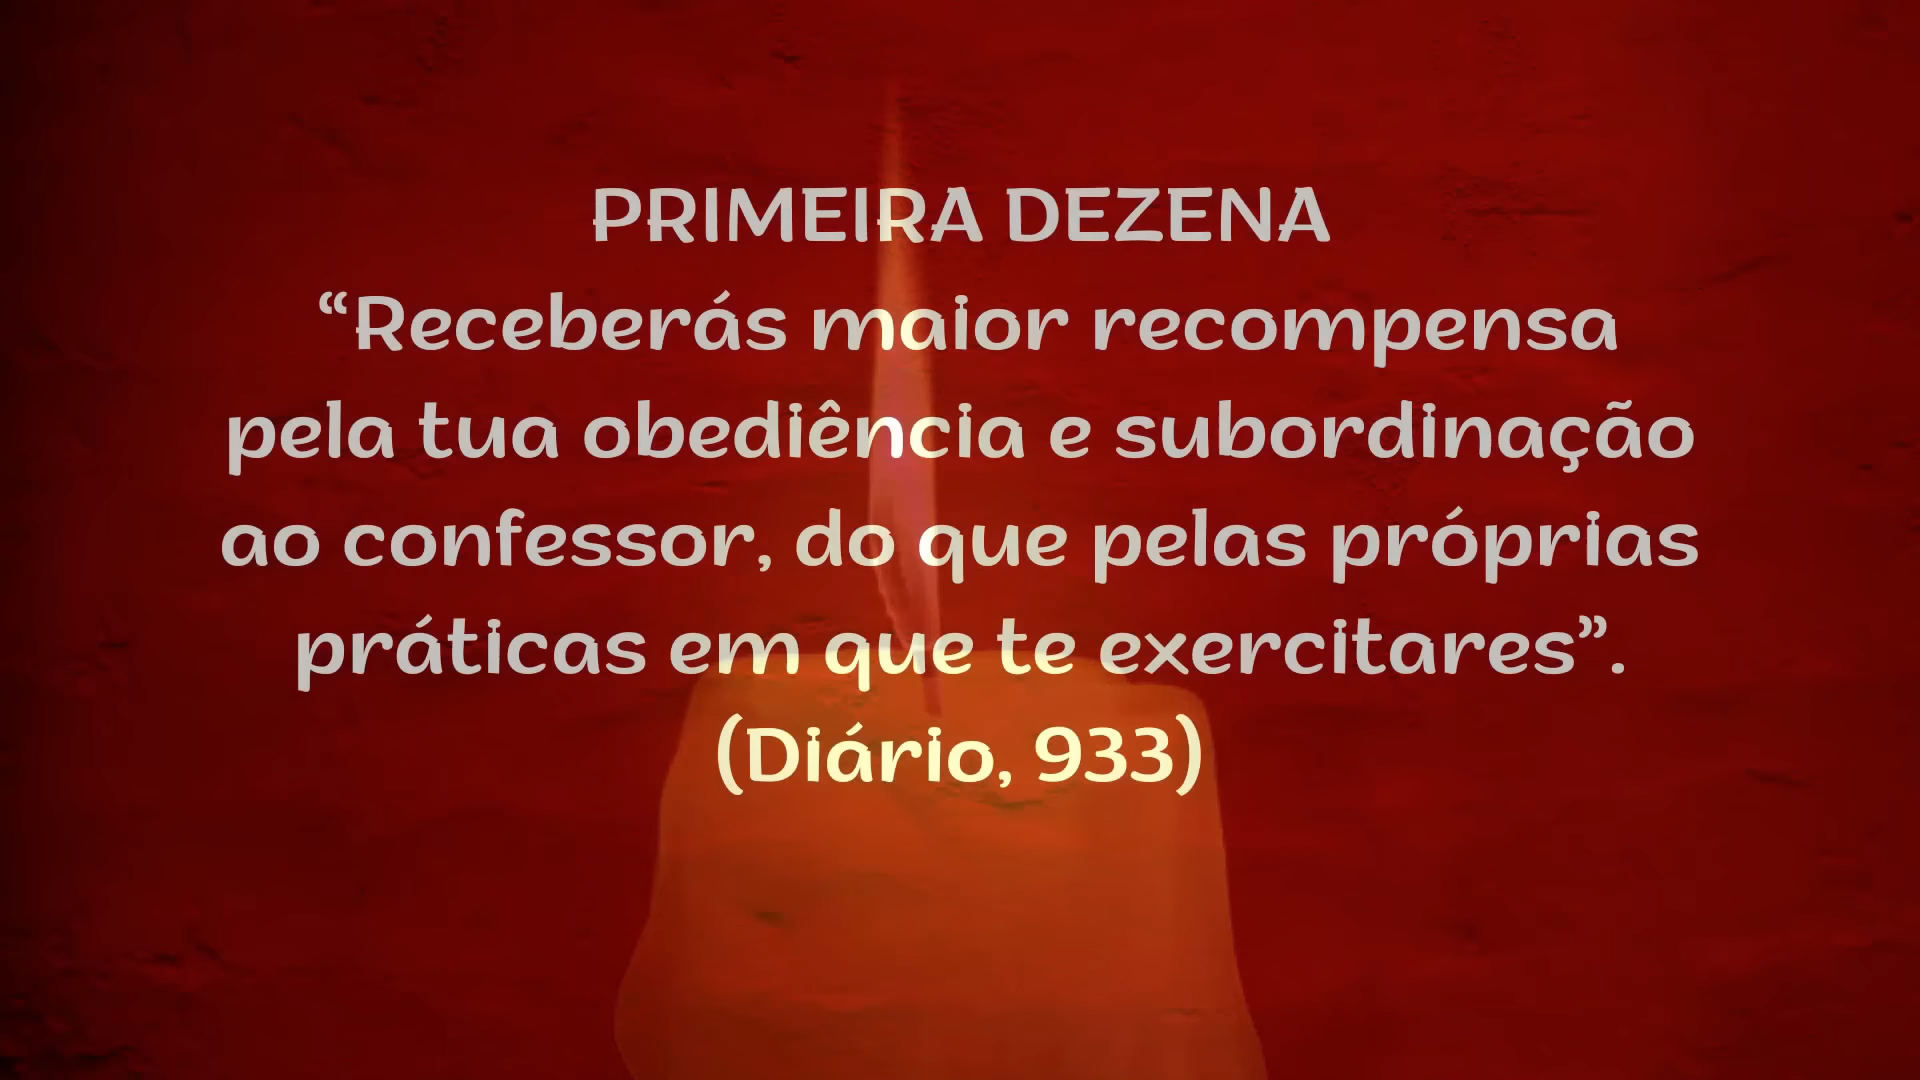 PRIMEIRA DEZENA
“Receberás maior recompensa
pela tua obediência e subordinação
ao confessor, do que pelas próprias
práticas em que te exercitares”.
(Diário, 933)